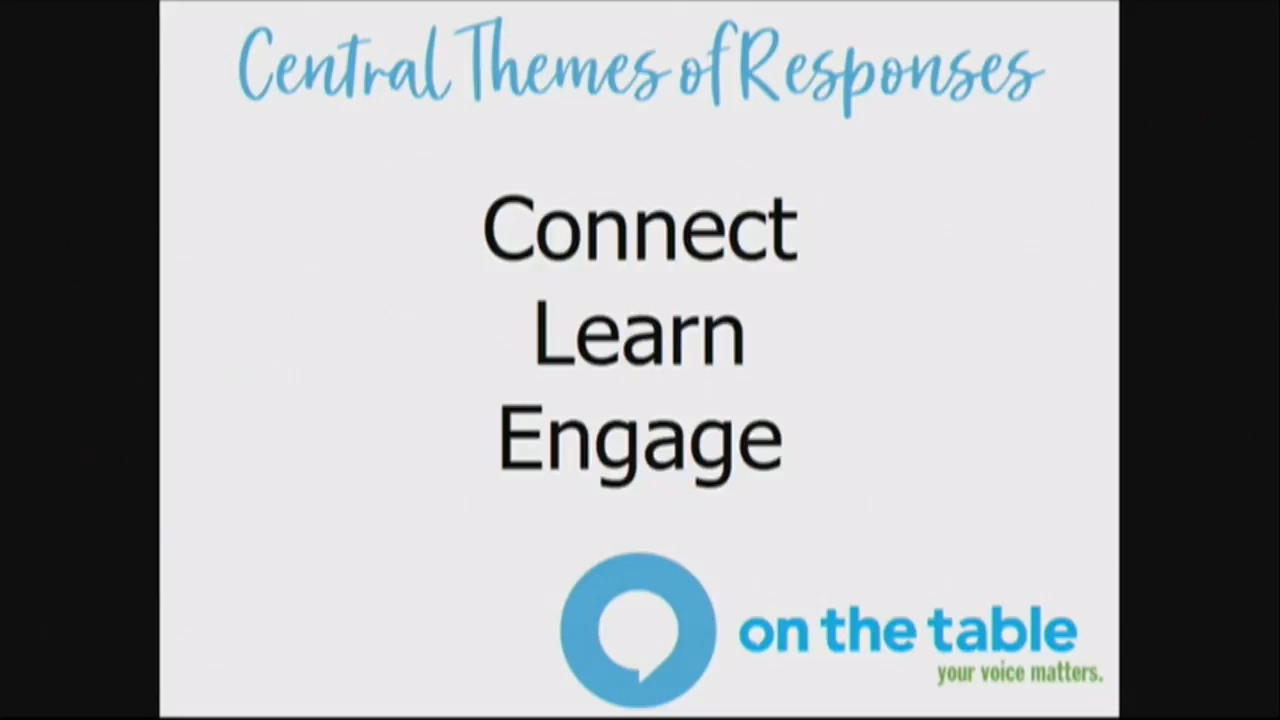 Central Themes of Responses
Connect
Learn
Engage
on the table
your voice matters.